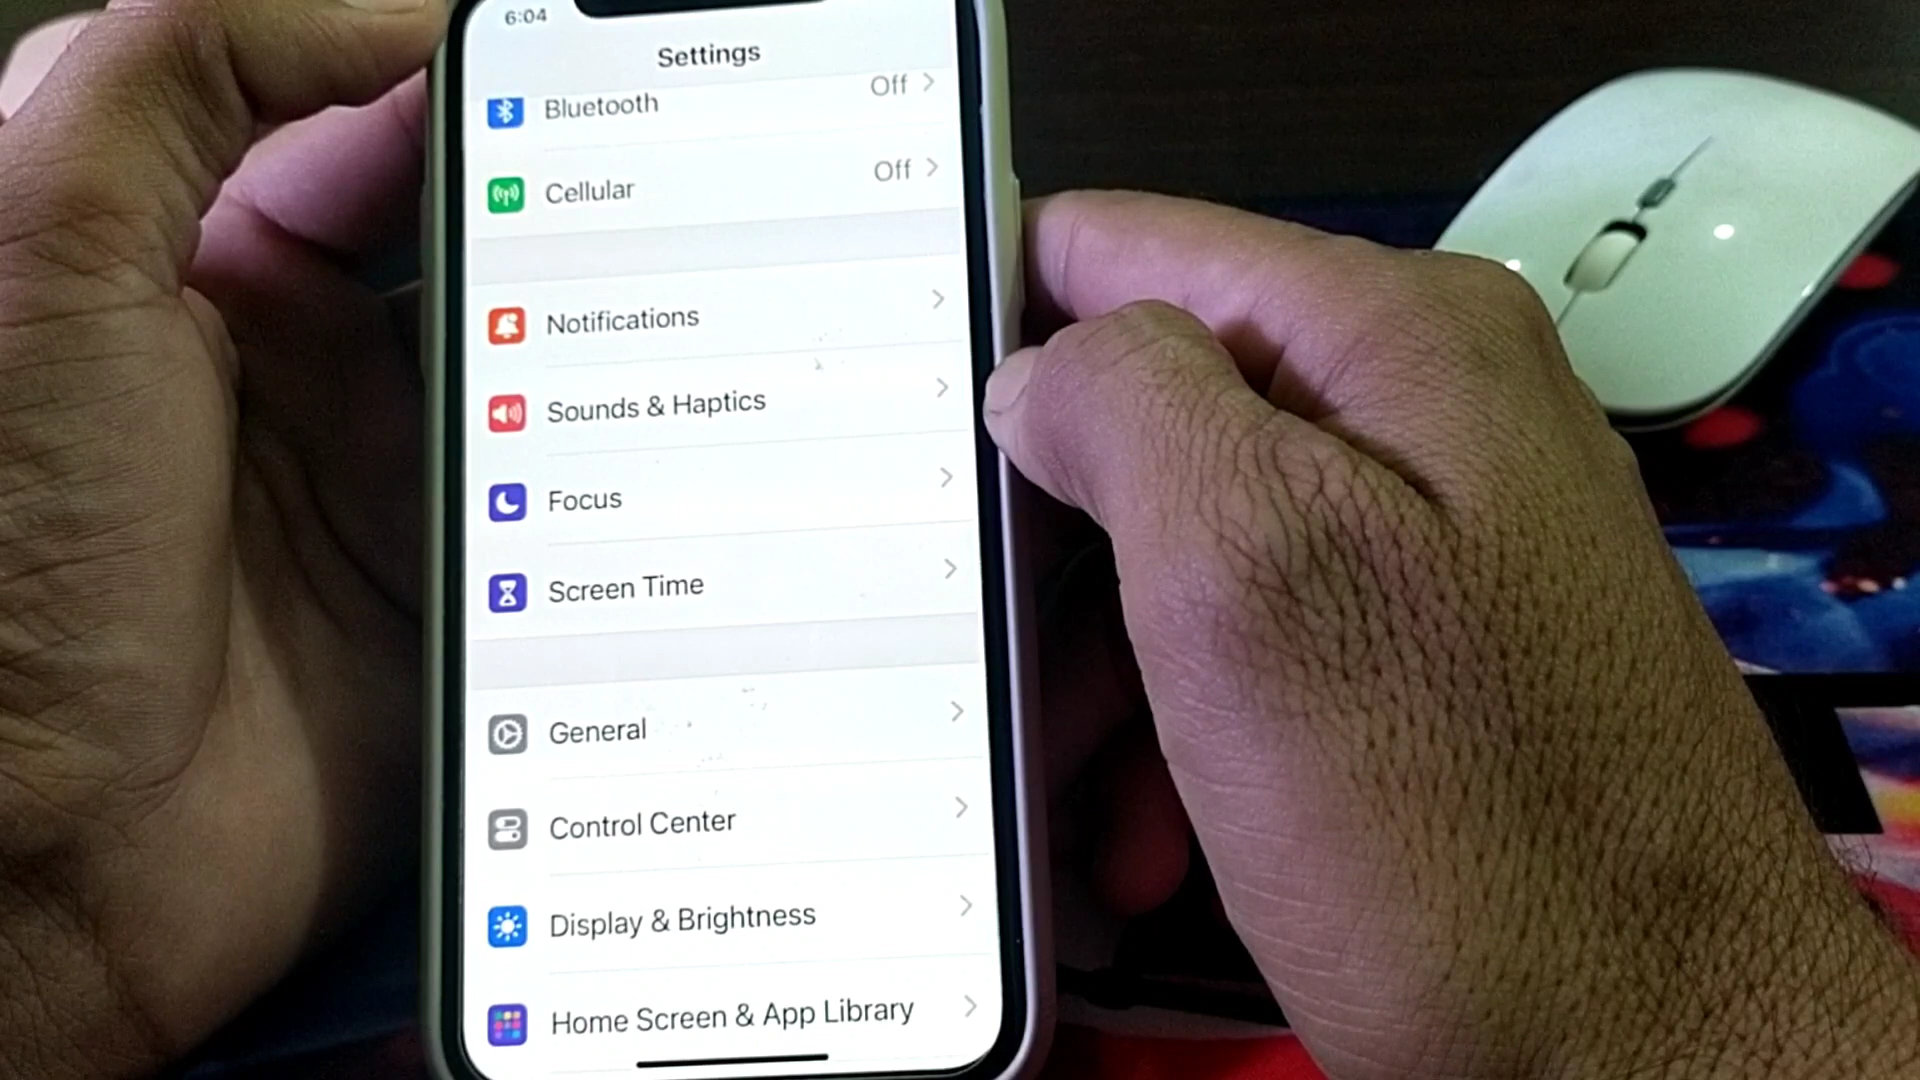 6:04
Settings
Bluetooth Off
Cellular Off
Notifications
Sounds & Haptics
Focus
Screen Time
General
Control Center
Display & Brightness
Home Screen & App Library